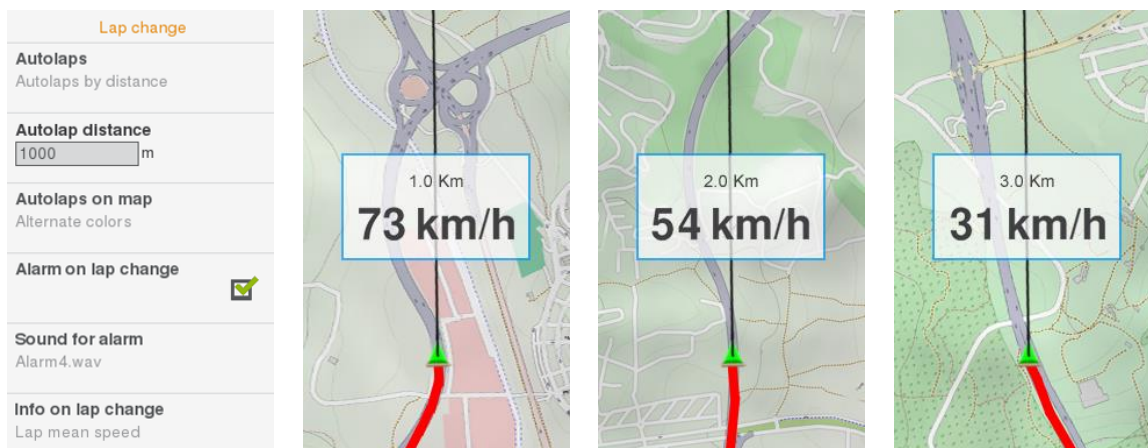 Lap change
Autolaps
Autolaps by distance
Autolap distance
1000 m
Autolaps on map
Alternate colors
Alarm on lap change
Sound for alarm
Alarm4.wav
Info on lap change
Lap mean speed
1.0 Km
73 km/h
2.0 Km
54 km/h
3.0 Km
31 km/h